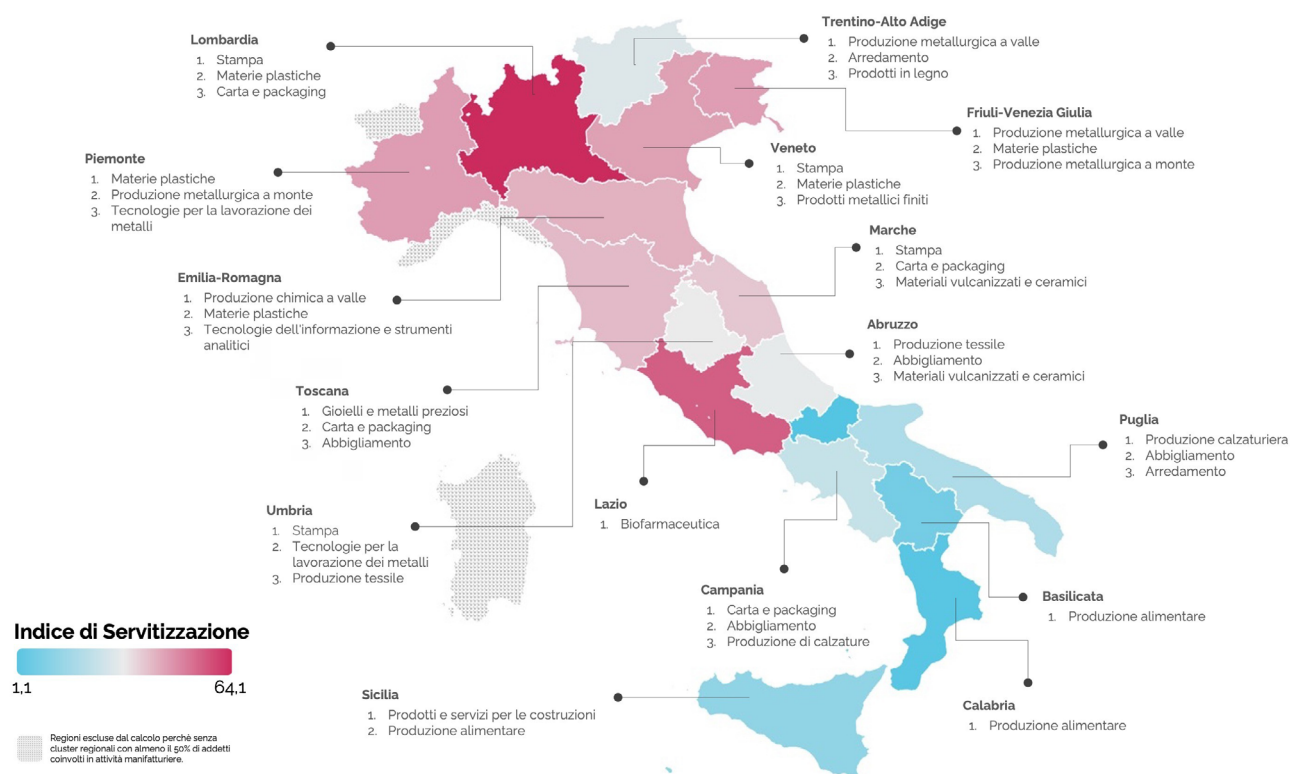 Lombardia
1. Stampa
2. Materie plastiche
3. Carta e packaging
Trentino-Alto Adige
1. Produzione metallurgica a valle
2. Arredamento
3. Prodotti in legno
Friuli-Venezia Giulia
1. Produzione metallurgica a valle
2. Materie plastiche
3. Produzione metallurgica a monte
Piemonte
1. Materie plastiche
2. Produzione metallurgica a monte
3. Tecnologie per la lavorazione dei
metalli
Veneto
1. Stampa
2. Materie plastiche
3. Prodotti metallici finiti
Marche
1. Stampa
2. Carta e packaging
3. Materiali vulcanizzati e ceramici
Emilia-Romagna
1. Produzione chimica a valle
2. Materie plastiche
3. Tecnologie dell'informazione e strumenti
analitici
Abruzzo
1. Produzione tessile
2. Abbigliamento
3. Materiali vulcanizzati e ceramici
Toscana
1. Gioielli e metalli preziosi
2. Carta e packaging
3. Abbigliamento
Puglia
1. Produzione calzaturiera
2. Abbigliamento
3. Arredamento
Lazio
1. Biofarmaceutica
Umbria
1. Stampa
2. Tecnologie per la
lavorazione dei metalli
3. Produzione tessile
Campania
1. Carta e packaging
2. Abbigliamento
3. Produzione di calzature
Basilicata
1. Produzione alimentare
Indice di Servitizzazione
1,1
64,1
Sicilia
1. Prodotti e servizi per le costruzioni
2. Produzione alimentare
Calabria
1. Produzione alimentare
Regioni escluse dal calcolo perchè senza
cluster regionali con almeno il 50% di addetti
coinvolti in attività manifatturiere.